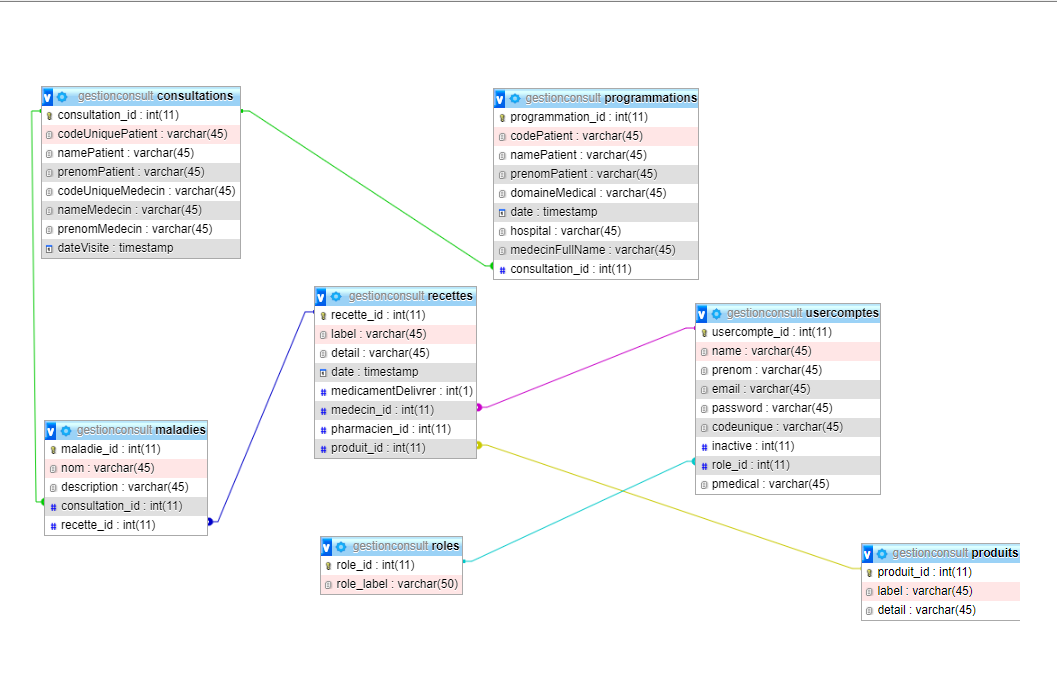 gestionconsult consultations
consultation_id : int(11)
codeUniquePatient : varchar(45)
namePatient : varchar(45)
prenomPatient : varchar(45)
codeUniqueMedecin : varchar(45)
nameMedecin : varchar(45)
prenomMedecin : varchar(45)
dateVisite : timestamp
gestionconsult programmations
programmation_id : int(11)
codePatient : varchar(45)
namePatient : varchar(45)
prenomPatient : varchar(45)
domaineMedical : varchar(45)
date : timestamp
hospital : varchar(45)
medecinFullName : varchar(45)
consultation_id : int(11)
gestionconsult recettes
recette_id : int(11)
label : varchar(45)
detail : varchar(45)
date : timestamp
medicamentDelivrer : int(1)
medecin_id : int(11)
pharmacien_id : int(11)
produit_id : int(11)
gestionconsult usercomptes
usercompte_id : int(11)
name : varchar(45)
prenom : varchar(45)
email : varchar(45)
password : varchar(45)
codeunique : varchar(45)
inactive : int(11)
role_id : int(11)
pmedical : varchar(45)
gestionconsult maladies
maladie_id : int(11)
nom : varchar(45)
description : varchar(45)
consultation_id : int(11)
recette_id : int(11)
gestionconsult roles
role_id : int(11)
role_label : varchar(50)
gestionconsult produits
produit_id : int(11)
label : varchar(45)
detail : varchar(45)